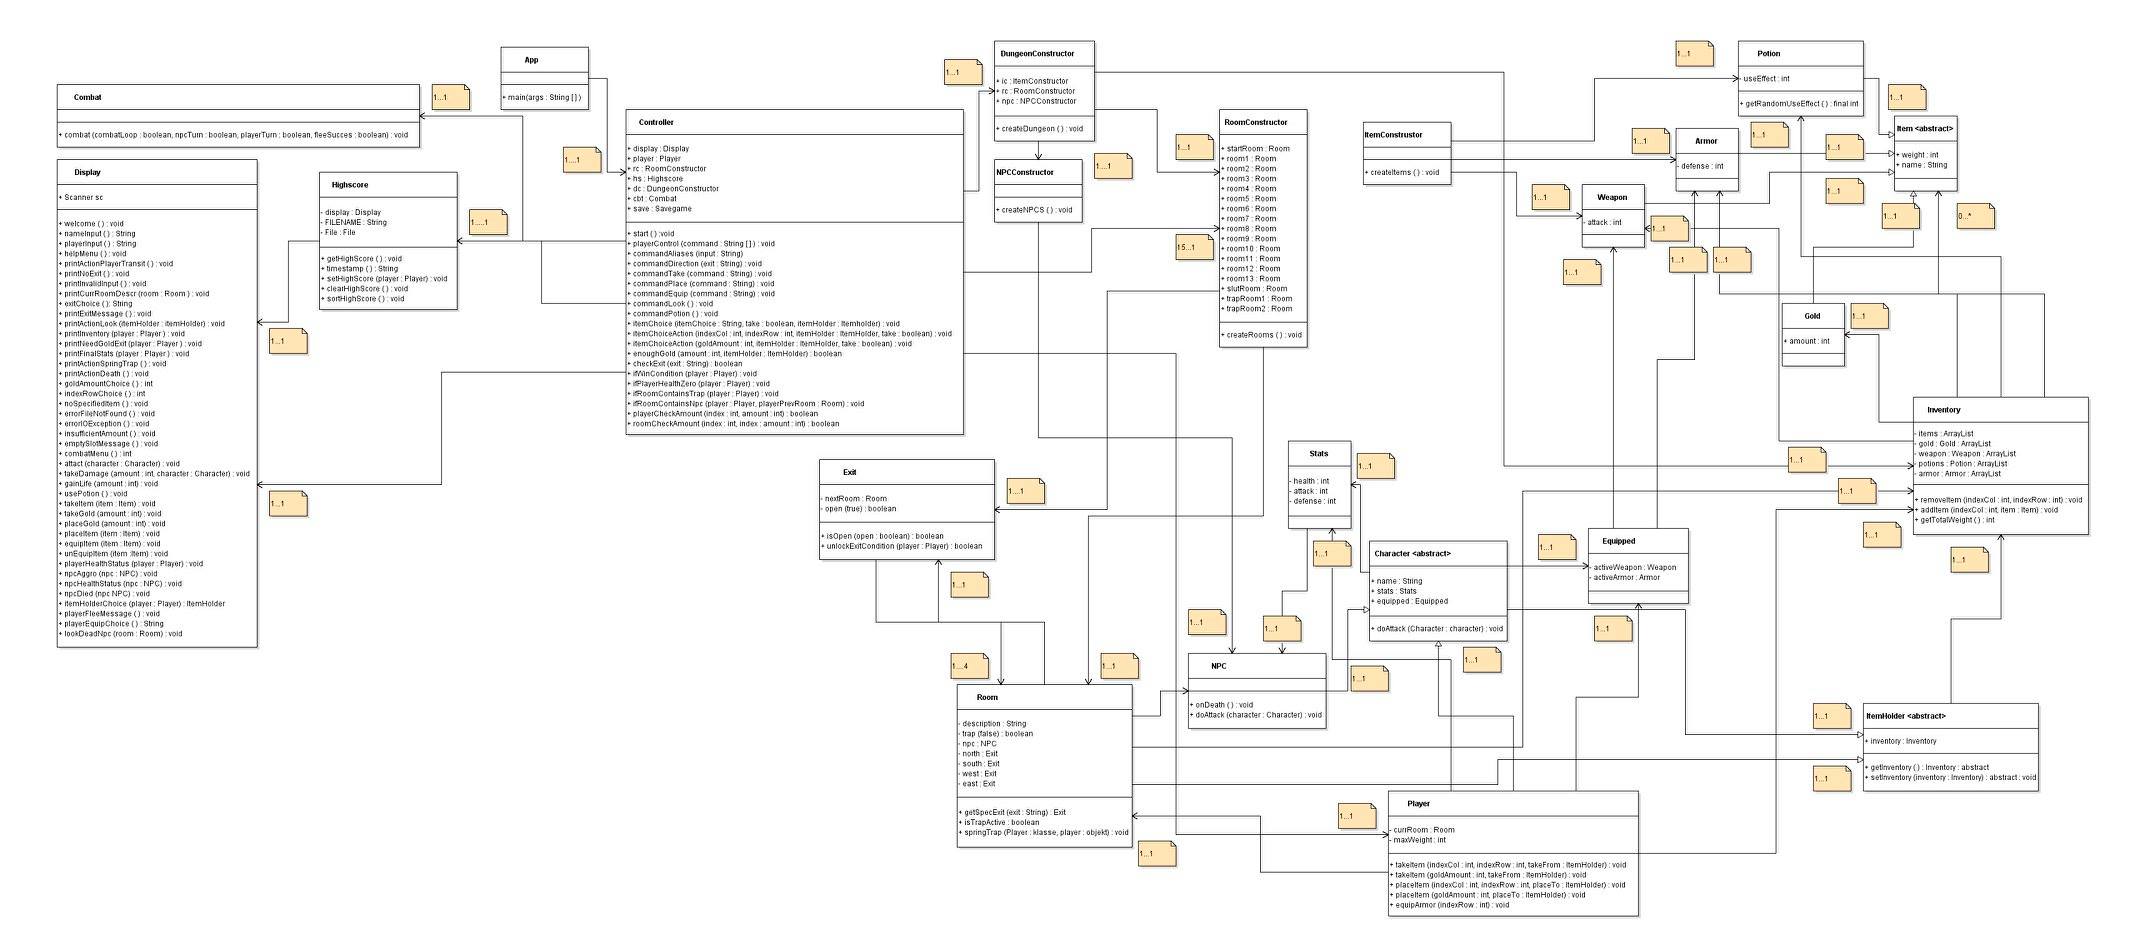 App
+ main(args : String [ ] )
Combat
+ combat (combatLoop : boolean, npcTurn : boolean, playerTurn : boolean, fleeSucces : boolean) : void
1...1
Display
+ Scanner sc
+ welcome ( ) : void
+ nameInput ( ) : String
+ playerInput ( ) : String
+ helpMenu ( ) : void
+ printActionPlayerTransit ( ) : void
+ printNoExit ( ) : void
+ printInvalidInput ( ) : void
+ printCurrRoomDescr (room : Room ) : void
+ exitChoice ( ): String
+ printExitMessage ( ) : void
+ printActionLook (itemHolder : itemHolder) : void
+ printInventory (player : Player ) : void
+ printNeedGoldExit (player : Player ) : void
+ printFinalStats (player : Player ) : void
+ printActionSpringTrap ( ) : void
+ printActionDeath ( ) : void
+ goldAmountChoice ( ) : int
+ indexRowChoice ( ) : int
+ noSpecifiedItem ( ) : void
+ errorFileNotFound ( ) : void
+ errorIOException ( ) : void
+ insufficientAmount ( ) : void
+ emptySlotMessage ( ) : void
+ combatMenu ( ) : int
+ attact (character : Character) : void
+ takeDamage (amount : int, character : Character) : void
+ gainLife (amount : int) : void
+ usePotion ( ) : void
+ takeItem (item : Item) : void
+ takeGold (amount : int) : void
+ placeGold (amount : int) : void
+ placeItem (item : Item) : void
+ equipItem (item : Item) : void
+ unEquipItem (item :Item) : void
+ playerHealthStatus (player : Player) : void
+ npcAggro (npc : NPC) : void
+ npcHealthStatus (npc : NPC) : void
+ npcDied (npc NPC) : void
+ itemHolderChoice (player : Player) : ItemHolder
+ playerFleeMessage ( ) : void
+ playerEquipChoice ( ) : String
+ lookDeadNpc (room : Room) : void
1...1
1...1
Highscore
- display : Display
- FILENAME : String
- File : File
+ getHighScore ( ) : void
+ timestamp ( ) : String
+ setHighScore (player : Player) : void
+ clearHighScore ( ) : void
+ sortHighScore ( ) : void
1.....1
1....1
Controller
+ display : Display
+ player : Player
+ rc : RoomConstructor
+ hs : Highscore
+ dc : DungeonConstructor
+ cbt : Combat
+ save : Savegame
+ start ( ) :void
+ playerControl (command : String [ ] ) : void
+ commandAliases (input : String)
+ commandDirection (exit : String) : void
+ commandTake (command : String) : void
+ commandPlace (command : String) : void
+ commandEquip (command : String) : void
+ commandLook ( ) : void
+ commandPotion ( ) : void
+ itemChoice (itemChoice : String, take : boolean, itemHolder : Itemholder) : void
+ itemChoiceAction (indexCol : int, indexRow : int, itemHolder : ItemHolder, take : boolean) : void
+ itemChoiceAction (goldAmount : int, itemHolder : ItemHolder, take : boolean) : void
+ enoughGold (amount : int, itemHolder : ItemHolder) : boolean
+ checkExit (exit : String) : boolean
+ ifWinCondition (player : Player) : void
+ ifPlayerHealthZero (player : Player) : void
+ ifRoomContainsTrap (player : Player) : void
+ ifRoomContainsNpc (player : Player, playerPrevRoom : Room) : void
+ playerCheckAmount (index : int, amount : int) : boolean
+ roomCheckAmount (index : int, index : amount : int) : boolean
1...1
DungeonConstructor
+ ic : ItemConstructor
+ rc : RoomConstructor
+ npc : NPCConstructor
+ createDungeon ( ) : void
NPCConstructor
+ createNPCS ( ) : void
1....1
1...1
15...1
RoomConstructor
+ startRoom : Room
+ room1 : Room
+ room2 : Room
+ room3 : Room
+ room4 : Room
+ room5 : Room
+ room6 : Room
+ room7 : Room
+ room8 : Room
+ room9 : Room
+ room10 : Room
+ room11 : Room
+ room12 : Room
+ room13 : Room
+ slutRoom : Room
+ trapRoom1 : Room
+ trapRoom2 : Room
+ createRooms ( ) : void
ItemConstrustor
+ createItems ( ) : void
1...1
Potion
- useEffect : int
+ getRandomUseEffect ( ) : final int
1...1
1...1
Armor
- defense : int
1...1
1...1
Item <abstract>
+ weight : int
+ name : String
1...1
Weapon
- attack : int
1...1
1...1
1...1
1...1
1...1
1...1
0...*
Gold
+ amount : int
1...1
Inventory
- items : ArrayList
- gold : Gold : ArrayList
- weapon : Weapon : ArrayList
- potions : Potion : ArrayList
- armor : Armor : ArrayList
+ removeItem (indexCol : int, indexRow : int) : void
+ addItem (indexCol : int, item : Item) : void
+ getTotalWeight ( ) : int
1...1
1...1
1...1
1...1
Exit
- nextRoom : Room
- open (true) : boolean
+ isOpen (open : boolean) : boolean
+ unlockExitCondition (player : Player) : boolean
1....1
1...1
Stats
- health : int
- attack : int
- defense : int
1...1
1...1
Character <abstract>
+ name : String
+ stats : Stats
+ equipped : Equipped
+ doAttack (Character : character) : void
1...1
Equipped
- activeWeapon : Weapon
- activeArmor : Armor
1...1
1...1
1...1
1...1
1...1
NPC
+ onDeath ( ) : void
+ doAttack (character : Character) : void
1...4
1...1
Room
- description : String
- trap (false) : boolean
- npc : NPC
- north : Exit
- south : Exit
- west : Exit
- east : Exit
+ getSpecExit (exit : String) : Exit
+ isTrapActive : boolean
+ springTrap (Player : klasse, player : objekt) : void
1...1
1...1
Player
- currRoom : Room
- maxWeight : int
+ takeItem (indexCol : int, indexRow : int, takeFrom : ItemHolder) : void
+ takeItem (goldAmount : int, takeFrom : ItemHolder) : void
+ placeItem (indexCol : int, indexRow : int, placeTo : ItemHolder) : void
+ placeItem (goldAmount : int, placeTo : ItemHolder) : void
+ equipArmor (indexRow : int) : void
1...1
1...1
ItemHolder <abstract>
+ inventory : Inventory
+ getInventory ( ) : Inventory : abstract
+ setInventory (inventory : Inventory) : abstract : void